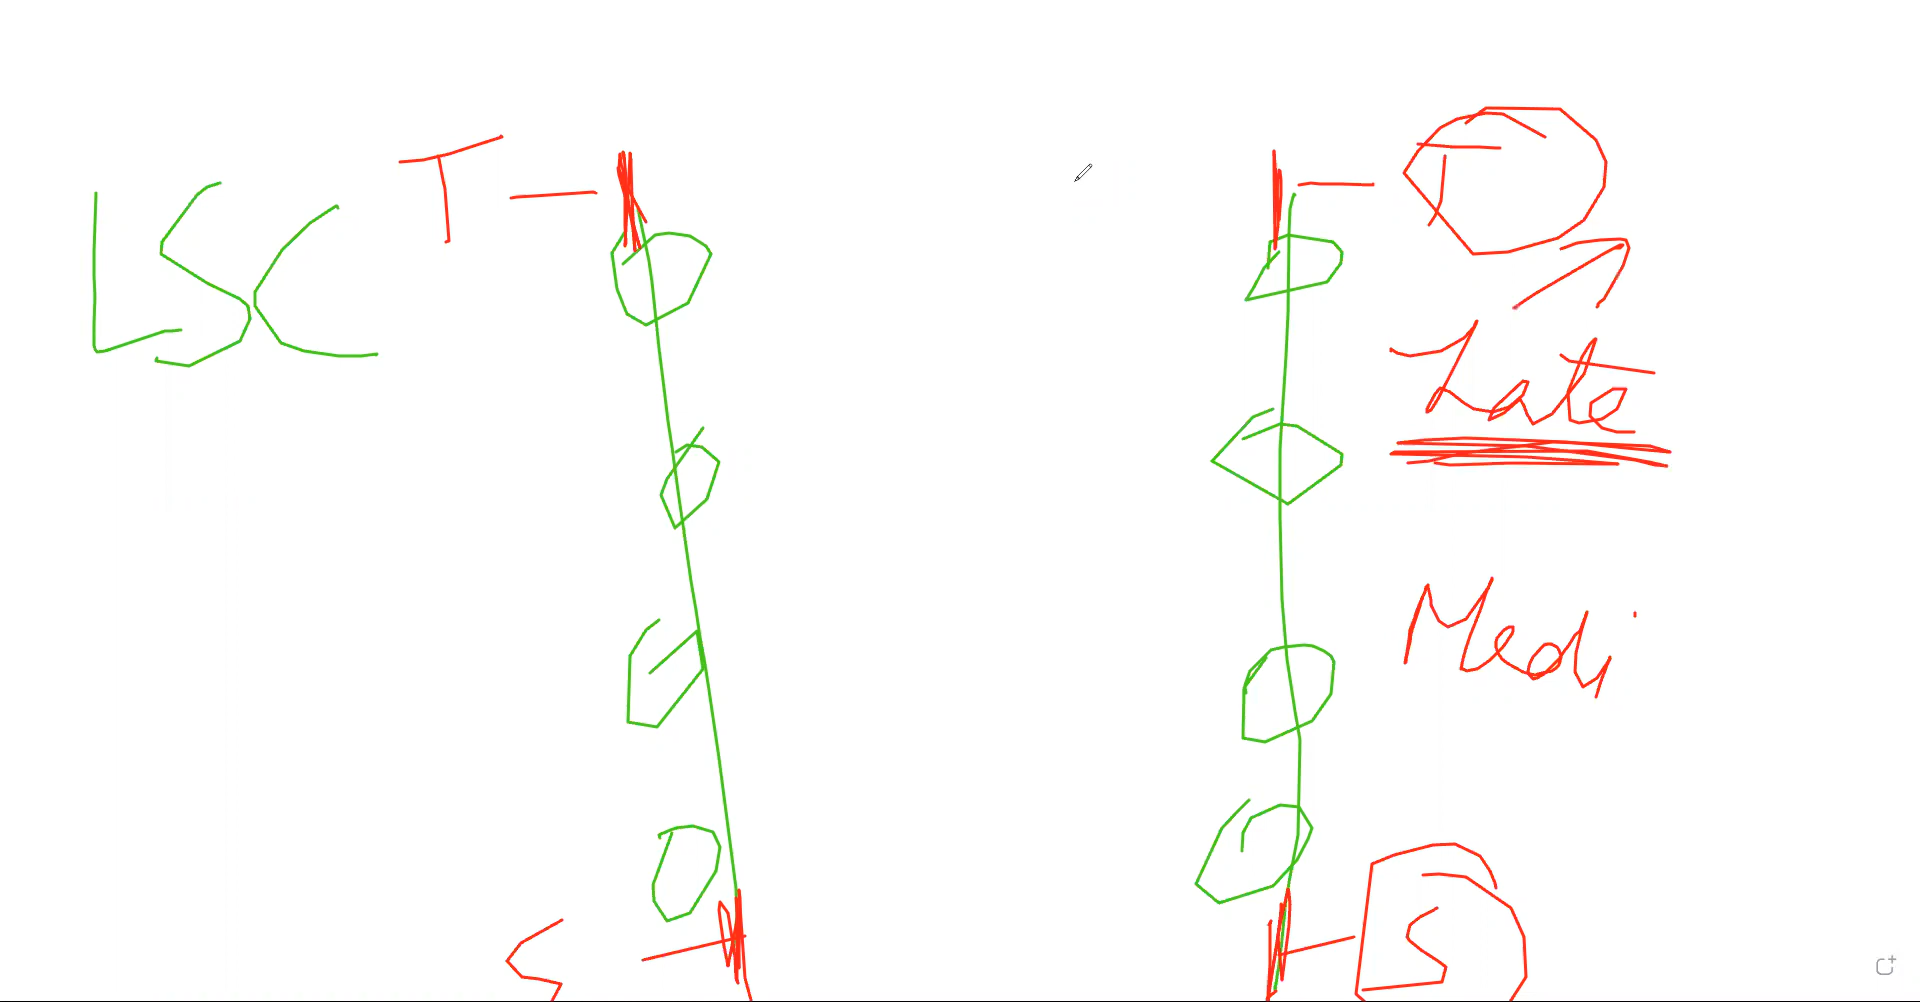 LSC T — — T
Late
Medi
S — — S